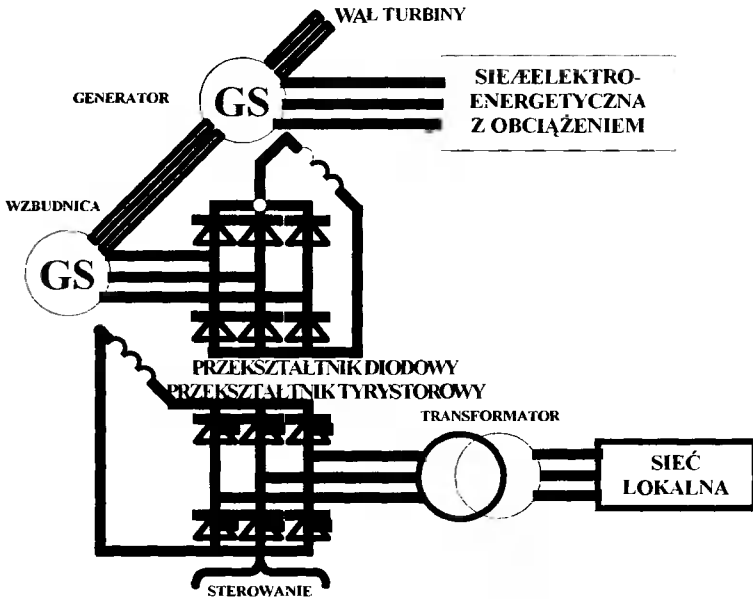 WAŁ TURBINY
GENERATOR
GS
SIEÆELEKTRO-
ENERGETYCZNA
Z OBCIĄŻENIEM
WZBUDNICA
GS
PRZEKSZTAŁTNIK DIODOWY
PRZEKSZTAŁTNIK TYRYSTOROWY
TRANSFORMATOR
SIEĆ
LOKALNA
STEROWANIE